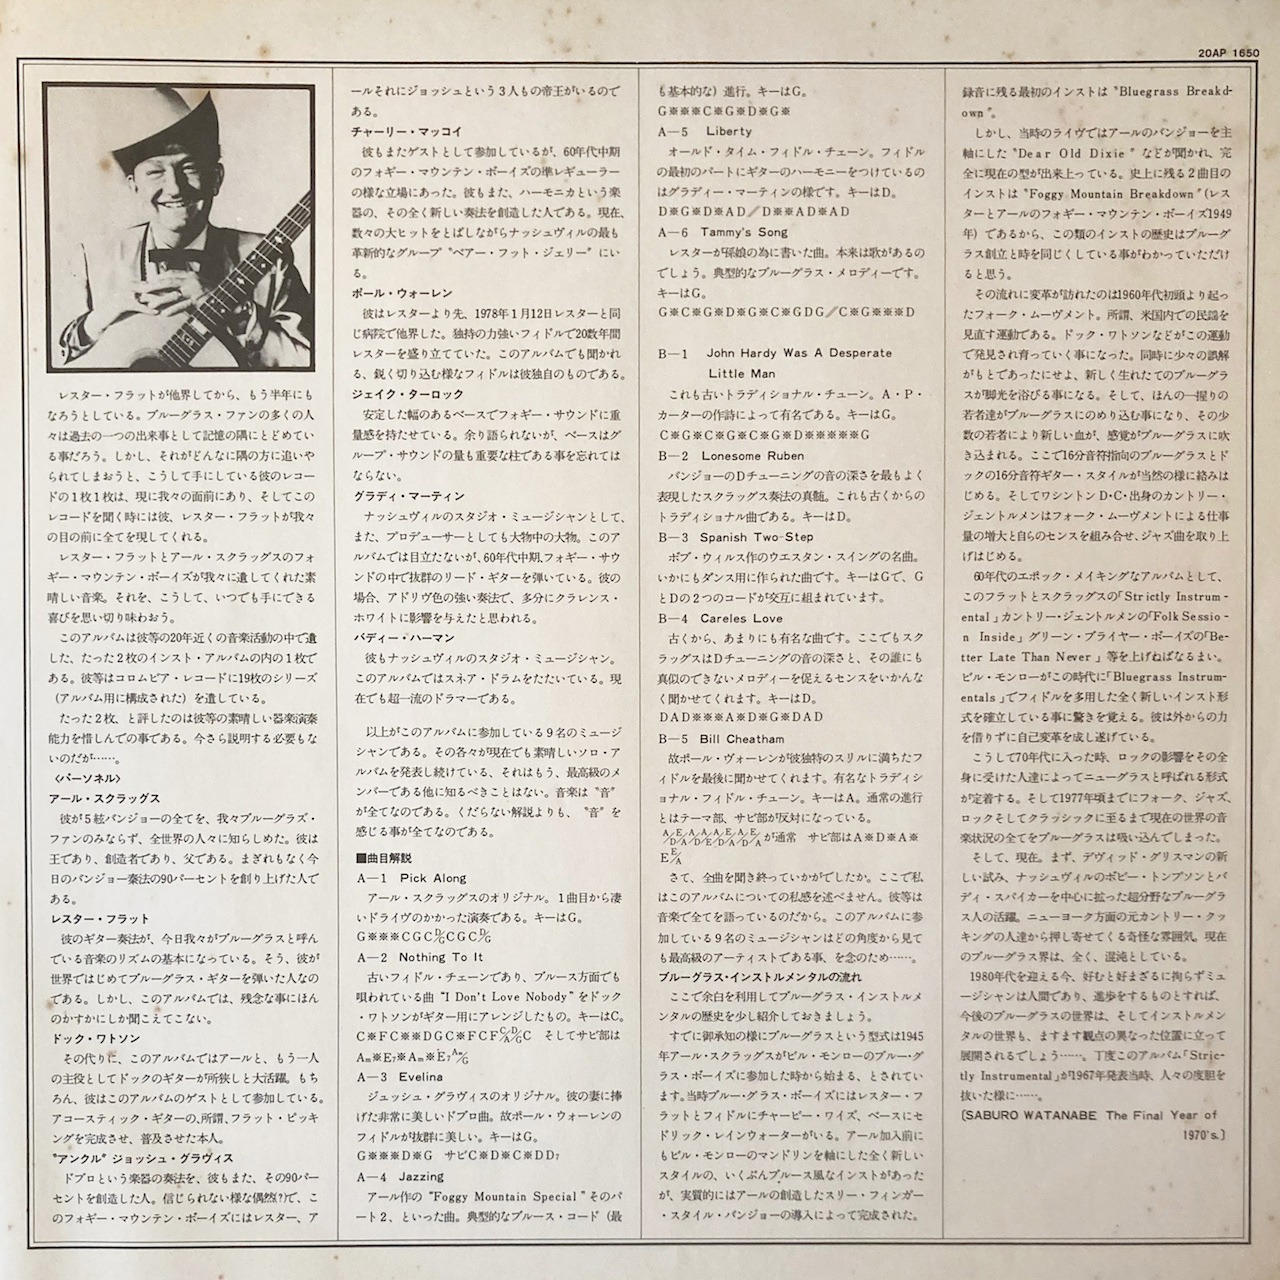 20AP 1650
レスター・フラットが他界してから、もう半年にも
なろうとしている。ブルーグラス・ファンの多くの人
々は過去の一つの出来事として記憶の隅にとどめてい
る事だろう。しかし、それがどんなに隅の方に追いや
られてしまおうと、こうして手にしている彼のレコー
ドの1枚1枚は、現に我々の面前にあり、そしてこの
レコードを聞く時には彼、レスター・フラットが我々
の目の前に全てを現してくれる。
レスター・フラットとアール・スクラッグスのフォ
ギー・マウンテン・ボーイズが我々に遺してくれた素
晴しい音楽。それを、こうして、いつでも手にできる
喜びを思い切り味わおう。
このアルバムは彼等の20年近くの音楽活動の中で遺
した、たった2枚のインスト・アルバムの内の1枚で
ある。彼等はコロムビア・レコードに19枚のシリーズ
(アルバム用に構成された)を遺している。
たった2枚、と評したのは彼等の素晴しい器楽演奏
能力を惜しんでの事である。今さら説明する必要もな
いのだが……。
〈パーソネル〉
アール・スクラッグス
彼が5絃バンジョーの全てを、我々ブルーグラズ・
ファンのみならず、全世界の人々に知らしめた。彼は
王であり、創造者であり、父である。まぎれもなく今
日のバンジョー奏法の90パーセントを創り上げた人で
ある。
レスター・フラット
彼のギター奏法が、今日我々がブルーグラスと呼ん
でいる音楽のリズムの基本になっている。そう、彼が
世界ではじめてブルーグラス・ギターを弾いた人なの
である。しかし、このアルバムでは、残念な事にほん
のかすかにしか聞こえてこない。
ドック・ワトソン
その代りに、このアルバムではアールと、もう一人
の主役としてドックのギターが所狭しと大活躍。もち
ろん、彼はこのアルバムのゲストとして参加している。
アコースティック・ギターの、所謂、フラット・ピッキ
ングを完成させ、普及させた本人。
“アンクル”ジョッシュ・グラヴィス
ドブロという楽器の奏法を、彼もまた、その90パー
セントを創した人。信じられない様な偶然(?)で、こ
のフォギー・マウンテン・ボーイズにはレスター、ア
ールそれにジョッシュという3人もの帝王がいるので
ある。
チャーリー・マッコイ
彼もまたゲストとして参加しているが、60年代中期
のフォギー・マウンテン・ボーイズの準レギューラー
の様な立場にあった。彼もまた、ハーモニカという楽
器の、その全く新しい奏法を創造した人である。現在、
数々の大ヒットをとばしながらナッシュヴィルの最も
革新的なグループ“ベアー・フット・ジェリー”にい
る。
ポール・ウォーレン
彼はレスターより先、1978年1月12日レスターと同
じ病院で他界した。独持の力強いフィドルで20数年間
レスターを盛り立てていた。このアルバムでも聞かれ
る、鋭く切り込む様なフィドルは彼独自のものである。
ジェイク・ターロック
安定した幅のあるベースでフォギー・サウンドに重
量感を持たせている。余り語られないが、ベースはグ
ループ・サウンドの量も重要な柱である事を忘れては
ならない。
グラディ・マーティン
ナッシュヴィルのスタジオ・ミュージシャンとして、
また、プロデューサーとしても大物中の大物。このア
ルバムでは目立たないが、60年代中期、フォギー・サウ
ンドの中で抜群のリード・ギターを弾いている。彼の
場合、アドリヴ色の強い奏法で、多分にクラレンス・
ホワイトに影響を与えたと思われる。
バディー・ハーマン
彼もナッシュヴィルのスタジオ・ミュージシャン。
このアルバムではスネア・ドラムをたたいている。現
在でも超一流のドラマーである。
以上がこのアルバムに参加している9名のミュージ
シャンである。その各々が現在でも素晴しいソロ・ア
ルバムを発表し続けている、それはもう、最高級のメ
ンバーである他に知るべきことはない。音楽は“音”
が全てなのである。くだらない解説よりも、“音”を
感じる事が全てなのである。
■曲目解説
A—1 Pick Along
アール・スクラッグスのオリジナル。1曲目から凄
いドライヴのかかった演奏である。キーはG。
G※※※CGCD/GCGCD/G
A—2 Nothing To It
古いフィドル・チェーンであり、ブルース方面でも
唄われている曲“I Don't Love Nobody”をドック
・ワトソンがギター用にアレンジしたもの。キーはC。
C※FC※※DGC※FCFC/AD/GC そしてサビ部は
Am※E7※Am※E7Am/G
A—3 Evelina
ジュッシュ・グラヴィスのオリジナル。彼の妻に捧
げた非常に美しいドブロ曲。故ポール・ウォーレンの
フィドルが抜群に美しい。キーはG。
G※※※D※G サビC※D※C※DD7
A—4 Jazzing
アール作の“Foggy Mountain Special”そのパ
ート2、といった曲。典型的なブルース・コード(最
も基本的な)進行。キーはG。
G※※※C※G※D※G※
A—5 Liberty
オールド・タイム・フィドル・チェーン。フィドル
の最初のパートにギターのハーモニーをつけているの
はグラディー・マーティンの様です。キーはD。
D※G※D※AD／D※※AD※AD
A—6 Tammy's Song
レスターが孫娘の為に書いた曲。本来は歌があるの
でしょう。典型的なブルーグラス・メロディーです。
キーはG。
G※C※G※D※G※C※GDG／C※G※※※D
B—1 John Hardy Was A Desperate
Little Man
これも古いトラディショナル・チェーン。A・P・
カーターの作詩によって有名である。キーはG。
C※G※C※G※C※G※D※※※※※G
B—2 Lonesome Ruben
バンジョーのDチューニングの音の深さを最もよく
表現したスクラッグス奏法の真髄。これも古くからの
トラディショナル曲である。キーはD。
B—3 Spanish Two-Step
ボブ・ウィルス作のウエスタン・スイングの名曲。
いかにもダンス用に作られた曲です。キーはGで、G
とDの2つのコードが交互に組まれています。
B—4 Careles Love
古くから、あまりにも有名な曲です。ここでもスク
ラッグスはDチューニングの音の深さと、その誰にも
真似のできないメロディーを促えるセンスをいかんな
く聞かせてくれます。キーはD。
DAD※※※A※D※G※DAD
B—5 Bill Cheatham
故ポール・ヴォーレンが彼独特のスリルに満ちたフ
ィドルを最後に聞かせてくれます。有名なトラディシ
ョナル・フィドル・チューン。キーはA。通常の進行
とはテーマ部、サビ部が反対になっている。
が通常 サビ部はA※D※A※
EE/A
さて、全曲を聞き終っていかがでしたか。ここで私
はこのアルバムについての私感を述べません。彼等は
音楽で全てを語っているのだから。このアルバムに参
加している9名のミュージシャンはどの角度から見て
も最高級のアーティストである事、を念のため……。
ブルーグラス・インストルメンタルの流れ
ここで余白を利用してブルーグラス・インストルメ
ンタルの歴史を少し紹介しておきましょう。
すでに御承知の様にブルーグラスという型式は1945
年アール・スクラッグスがビル・モンローのブルー・グ
ラス・ボーイズに参加した時から始まる、とされてい
ます。当時ブルー・グラス・ボーイズにはレスター・フ
ラットとフィドルにチャービー・ワイズ、ベースにセ
ドリック・レインウォーターがいる。アール加入前に
もビル・モンローのマンドリンを軸にした全く新しい
スタイルの、いくぶんブルース風なインストがあった
が、実質的にはアールの創造したスリー・フィンガー
・スタイル・バンジョーの導入によって完成された。
録音に残る最初のインストは“Bluegrass Breakd-
own”。
しかし、当時のライヴではアールのバンジョーを主
軸にした“Dear Old Dixie”などが聞かれ、完
全に現在の型が出来上っている。史上に残る2曲目の
インストは“Foggy Mountain Breakdown”(レス
ターとアールのフォギー・マウンテン・ボーイズ1949
年)であるから、この類のインストの歴史はブルーグ
ラス創立と時を同じくしている事がわかっていただけ
ると思う。
その流れに変革が訪れたのは1960年代初頭より起っ
たフォーク・ムーヴメント。所謂、米国内での民謡を
見直す運動である。ドック・ワトソンなどがこの運動
で発見され育っていく事になった。同時に少々の誤解
がもとであったにせよ、新しく生れたてのブルーグラ
スが脚光を浴びる事になる。そして、ほんの一握りの
若者達がブルーグラスにのめり込む事になり、その少
数の若者により新しい血が、感覚がブルーグラスに吹
き込まれる。ここで16分音符指向のブルーグラスとド
ックの16分音符ギター・スタイルが当然の様に絡みは
じめる。そしてワシントンD・C・出身のカントリー・
ジェントルメンはフォーク・ムーヴメントによる仕事
量の増大と自らのセンスを組み合せ、ジャズ曲を取り上
げはじめる。
60年代のエポック・メイキングなアルバムとして、
このフラットとスクラッグスの「Strictly Instrum-
ental」カントリー・ジェントルメンの「Folk Sessio-
n Inside」グリーン・ブライヤー・ボーイズの「Be-
tter Late Than Never」等を上げねばなるまい。
ビル・モンローがこの時代に「Bluegrass Instrum-
entals」でフィドルを多用した全く新しいインスト形
式を確立している事に驚きを覚える。彼は外からの力
を借りずに自己変革を成し遂げている。
こうして70年代に入った時、ロックの影響をその全
身に受けた人達によってニューグラスと呼ばれる形式
が定着する。そして1977年頃までにフォーク、ジャズ、
ロックそしてクラッシックに至るまで現在の世界の音
楽状況の全てをブルーグラスは吸い込んでしまった。
そして、現在。まず、デヴィッド・グリスマンの新
しい試み、ナッシュヴィルのボビー・トンプソンとバ
ディ・スパイカーを中心に拡った超分野なブルーグラ
ス人の活躍。ニューヨーク方面の元カントリー・クッ
キングの人達から押し寄せてくる奇怪な雰囲気。現在
のブルーグラス界は、全く、混沌としている。
1980年代を迎える今、好むと好まざるに拘らずミュ
ージシャンは人間であり、進歩をするものとすれば、
今後のブルーグラスの世界は、そしてインストルメン
タルの世界も、ますます観点の異なった位置に立って
展開されるでしょう……。丁度このアルバム「Stric-
tly Instrumental」が1967年発表当時、人々の度胆を
抜いた様に……。
〔SABURO WATANABE The Final Year of
1970's.〕